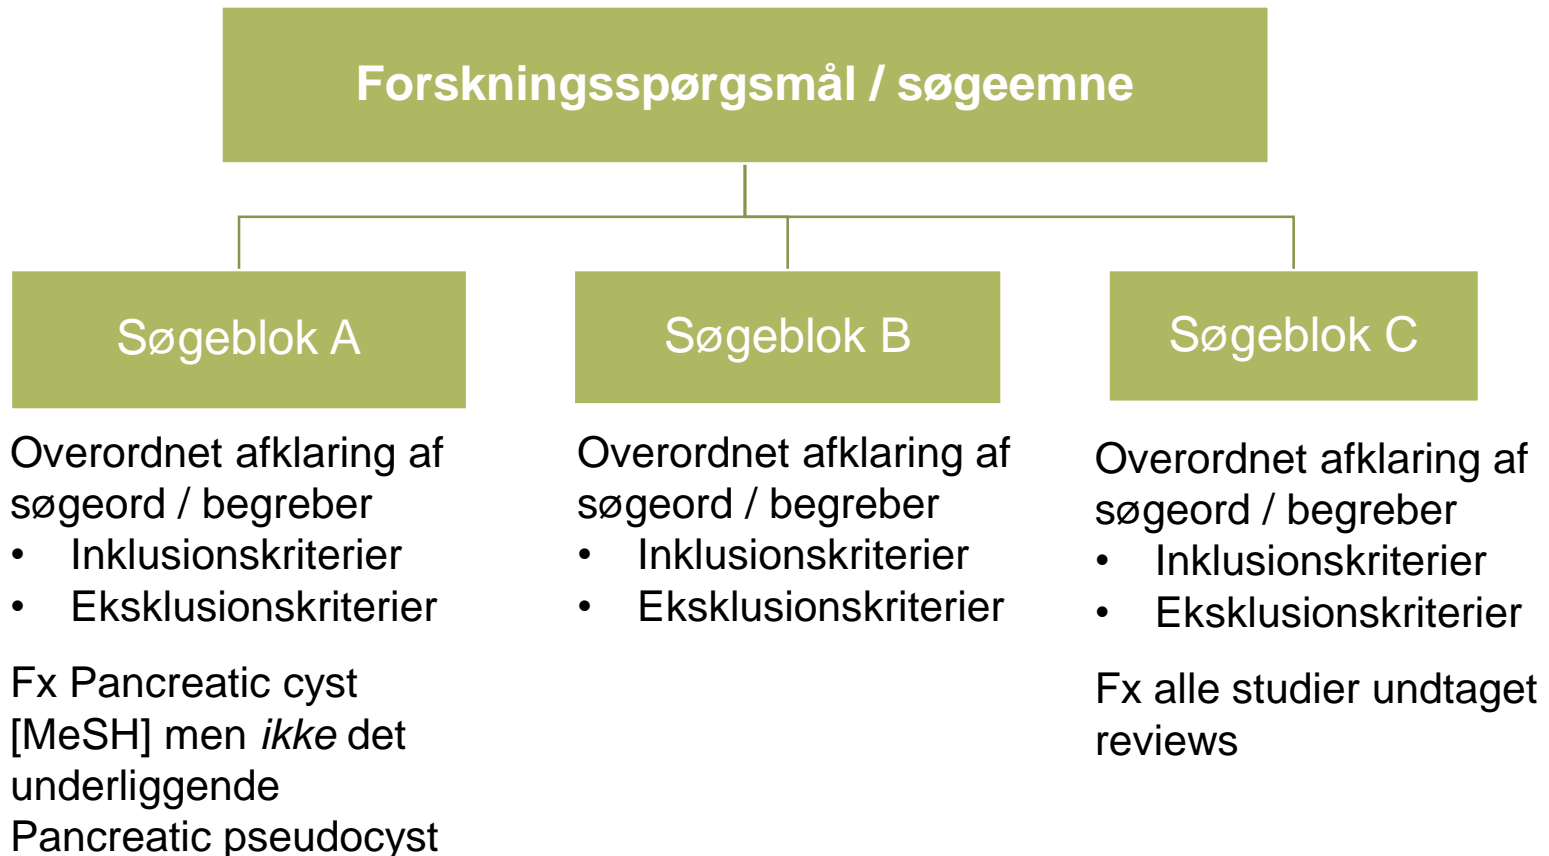 Forskningsspørgsmål / søgeemne
Søgeblok A
Overordnet afklaring af
søgeord / begreber
• Inklusionskriterier
• Eksklusionskriterier
Fx Pancreatic cyst
[MeSH] men ikke det
underliggende
Pancreatic pseudocyst
Søgeblok B
Overordnet afklaring af
søgeord / begreber
• Inklusionskriterier
• Eksklusionskriterier
Søgeblok C
Overordnet afklaring af
søgeord / begreber
• Inklusionskriterier
• Eksklusionskriterier
Fx alle studier undtaget
reviews